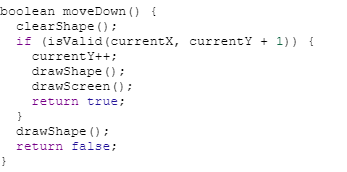 boolean moveDown() {
  clearShape();
  if (isValid(currentX, currentY + 1)) {
    currentY++;
    drawShape();
    drawScreen();
    return true;
  }
  drawShape();
  return false;
}